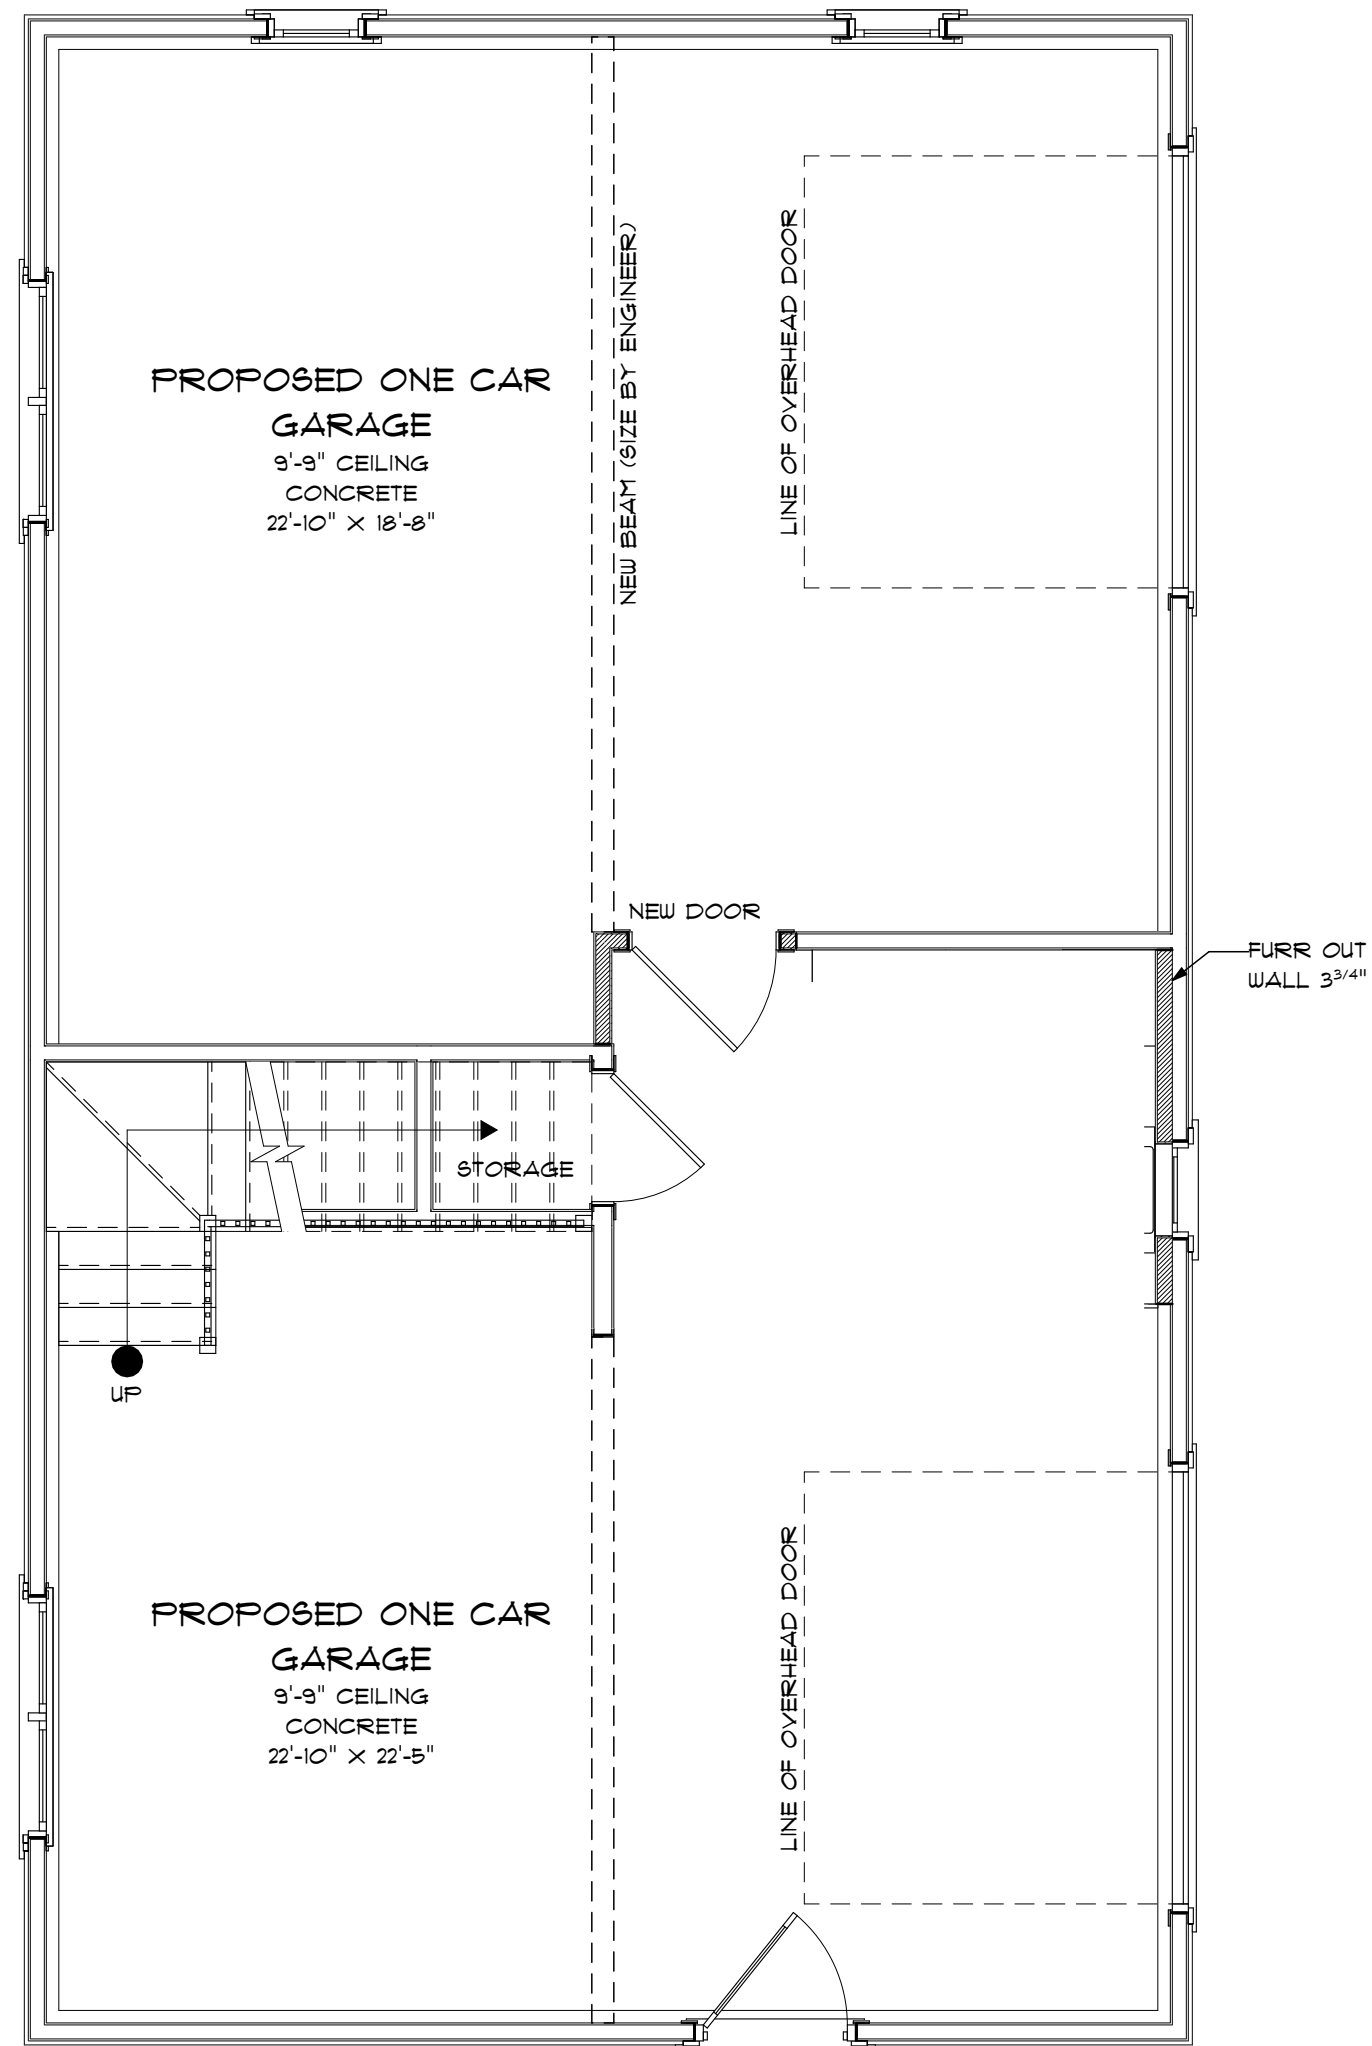 PROPOSED ONE CAR
GARAGE
9'-9" CEILING
CONCRETE
22'-10" X 18'-8"
NEW BEAM (SIZE BY ENGINEER)
LINE OF OVERHEAD DOOR
NEW DOOR
FURR OUT
WALL 3 3/4"
STORAGE
UP
PROPOSED ONE CAR
GARAGE
9'-9" CEILING
CONCRETE
22'-10" X 22'-5"
LINE OF OVERHEAD DOOR